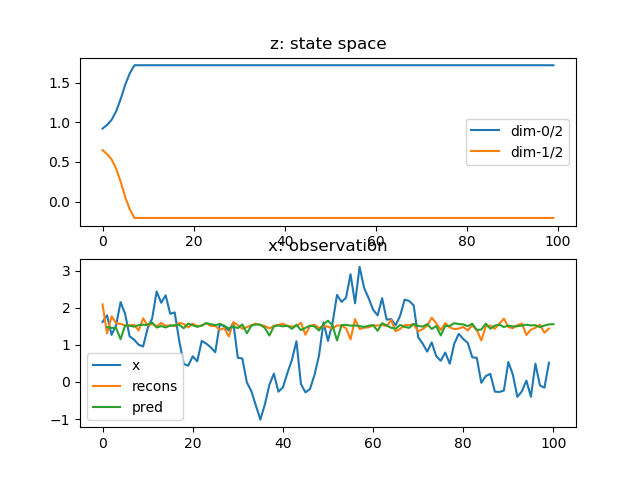 z: state space
1.5
1.0
0.5
0.0
dim-0/2
dim-1/2
0 20 40 60 80 100
x: observation
3
2
1
0
−1
x
recons
pred
0 20 40 60 80 100